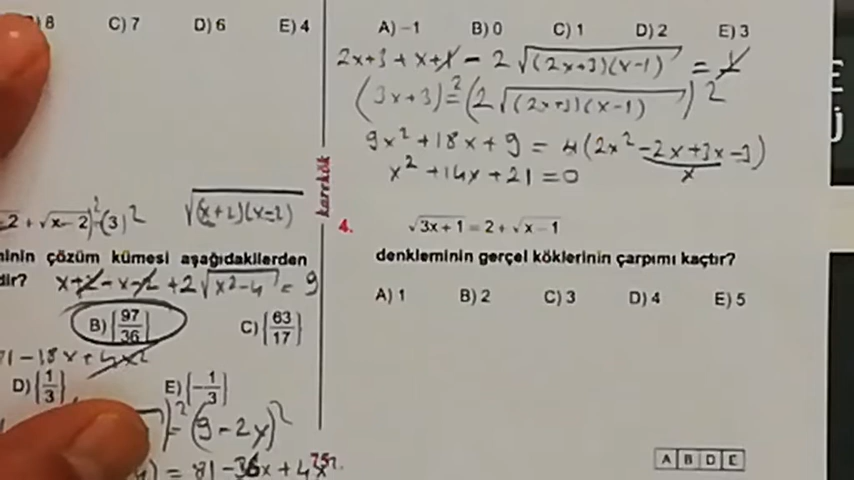 8 C) 7 D) 6 E) 4
√(x+2)(x-2)
-2 + √x-2)² = (3)²
çözüm kümesi aşağıdakilerden
x+2 - x-2 + 2√x²-4 = 9
B) {97/36} C) {63/17}
-18x + 4x²
D) {1/3} E) {-1/3}
)² = (9 - 2x)²
= 81 - 36x + 4x²
karekök
A) -1 B) 0 C) 1 D) 2 E) 3
2x+3 + x+1 - 2√(2x+3)(x-1) = 1
(3x+3)² = (2√(2x+3)(x-1))²
9x² + 18x + 9 = 4(2x² -2x+3x -3)
x
x² + 14x + 21 = 0
4. √3x + 1 = 2 + √x - 1
denkleminin gerçel köklerinin çarpımı kaçtır?
A) 1 B) 2 C) 3 D) 4 E) 5
A B D E